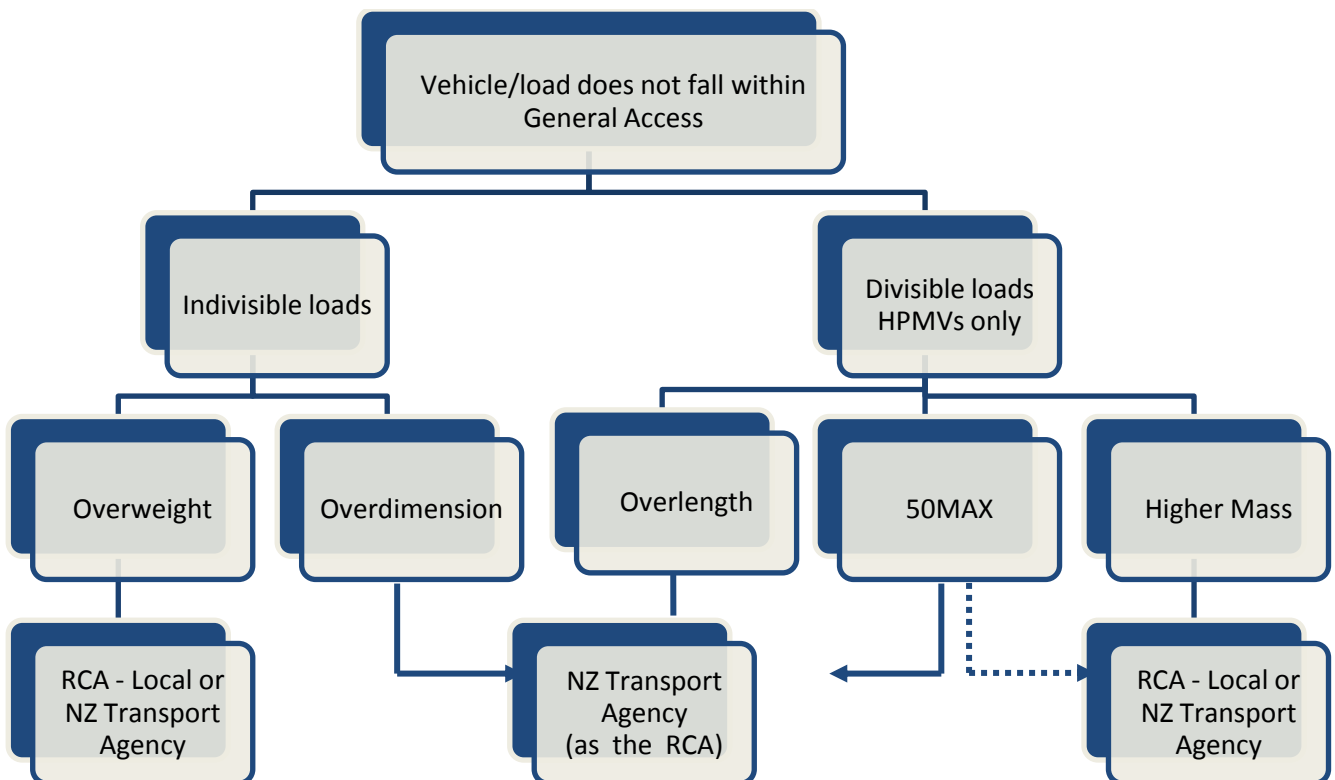 Vehicle/load does not fall within
General Access
Indivisible loads
Divisible loads
HPMVs only
Overweight
Overdimension
Overlength
50MAX
Higher Mass
RCA - Local or
NZ Transport
Agency
NZ Transport
Agency
(as the RCA)
RCA - Local or
NZ Transport
Agency